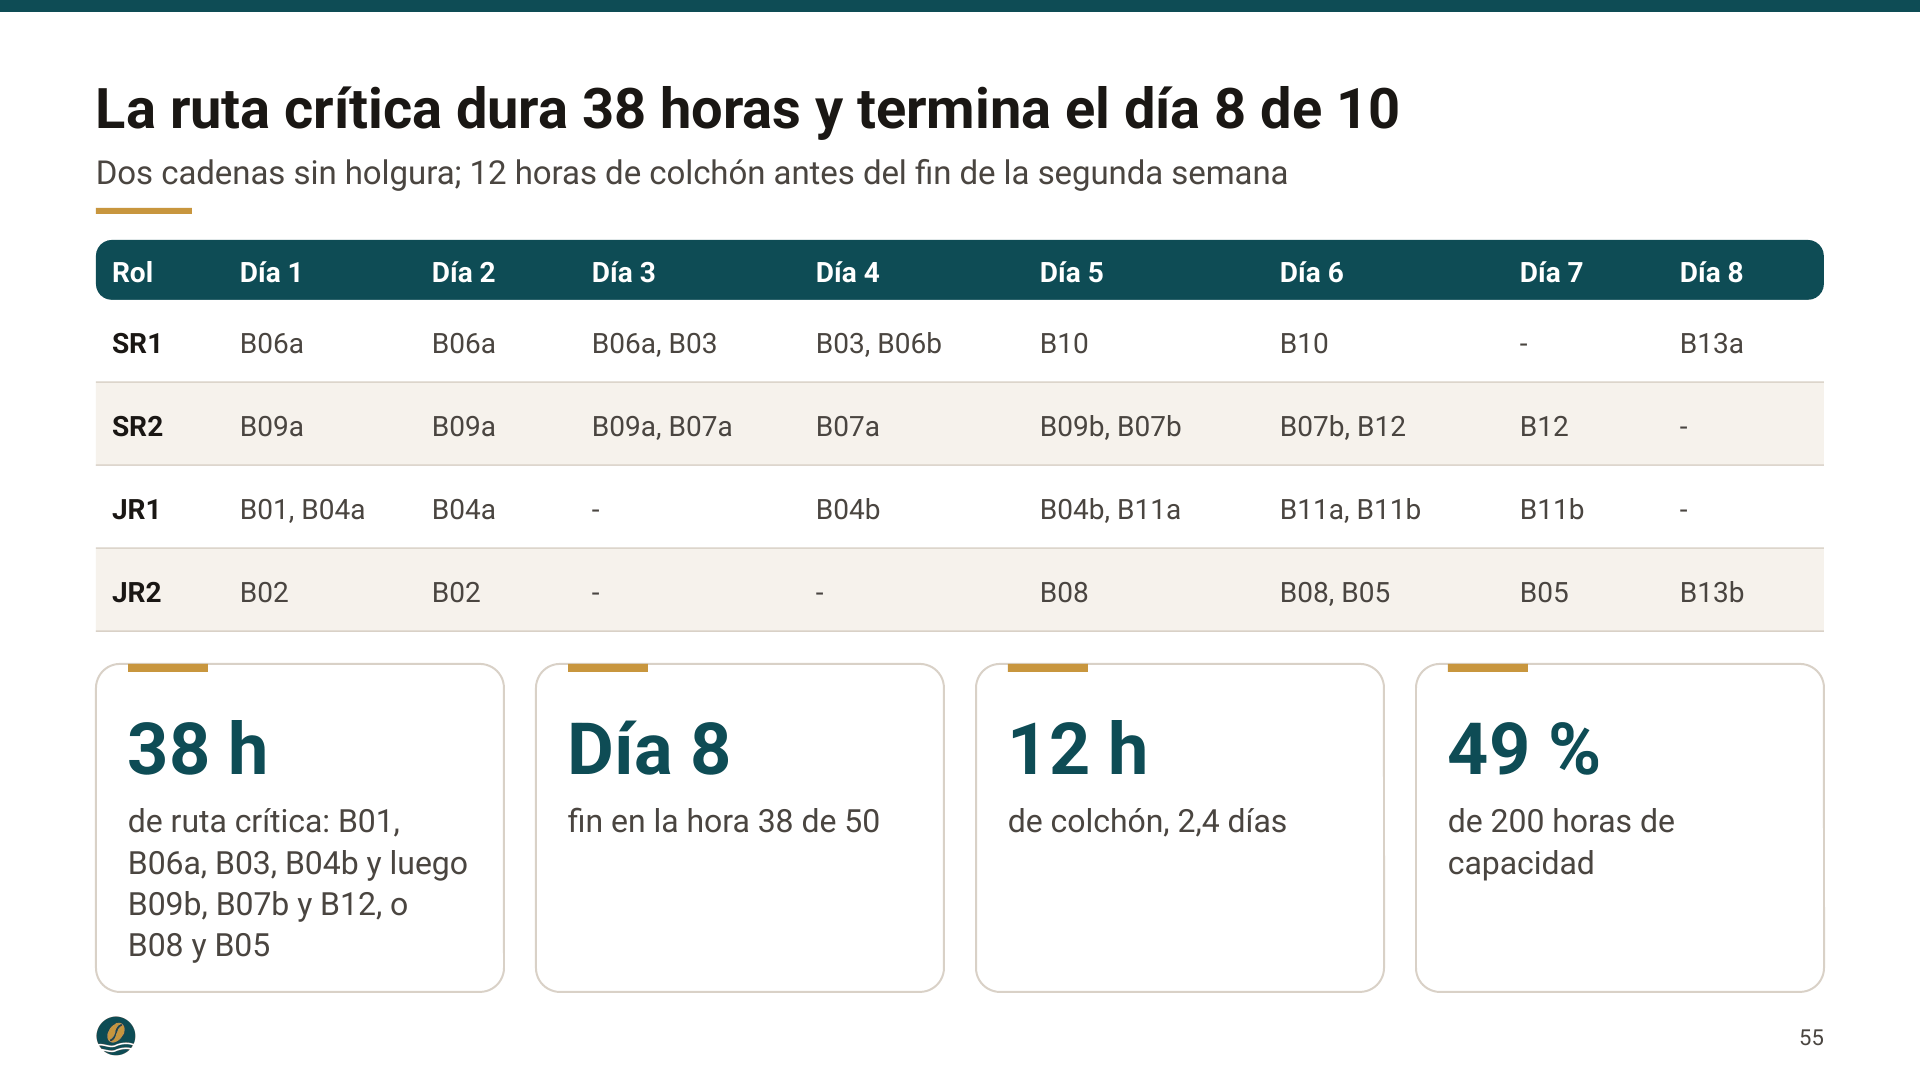 La ruta crítica dura 38 horas y termina el día 8 de 10
Dos cadenas sin holgura; 12 horas de colchón antes del fin de la segunda semana
Rol Día 1 Día 2 Día 3 Día 4 Día 5 Día 6 Día 7 Día 8
SR1 B06a B06a B06a, B03 B03, B06b B10 B10 - B13a
SR2 B09a B09a B09a, B07a B07a B09b, B07b B07b, B12 B12 -
JR1 B01, B04a B04a - B04b B04b, B11a B11a, B11b B11b -
JR2 B02 B02 - - B08 B08, B05 B05 B13b
38 h
de ruta crítica: B01,
B06a, B03, B04b y luego
B09b, B07b y B12, o
B08 y B05
Día 8
fin en la hora 38 de 50
12 h
de colchón, 2,4 días
49 %
de 200 horas de
capacidad
55